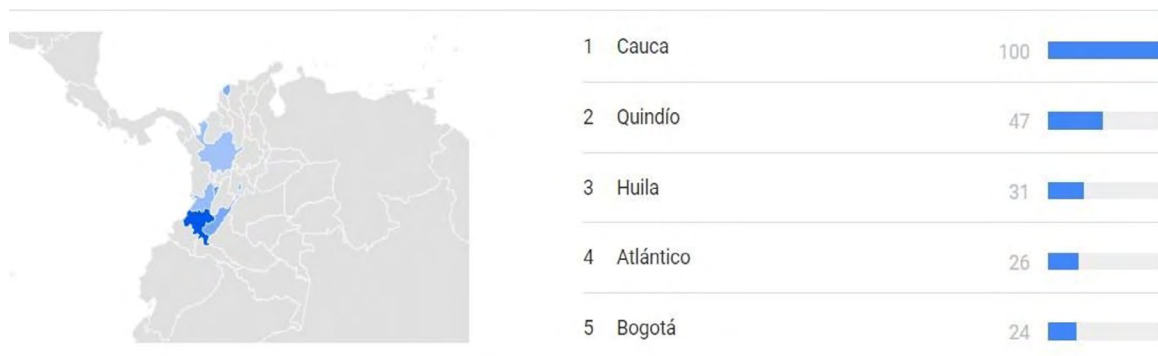 1 Cauca 100
2 Quindío 47
3 Huila 31
4 Atlántico 26
5 Bogotá 24